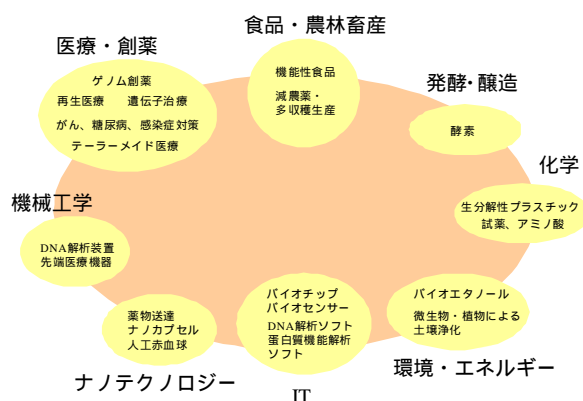 食品・農林畜産
機能性食品
減農薬・
多収穫生産
医療・創薬
ゲノム創薬
再生医療 遺伝子治療
がん、糖尿病、感染症対策
テーラーメイド医療
発酵・醸造
酵素
化学
生分解性プラスチック
試薬、アミノ酸
機械工学
DNA解析装置
先端医療機器
薬物送達
ナノカプセル
人工赤血球
ナノテクノロジー
バイオチップ
バイオセンサー
DNA解析ソフト
蛋白質機能解析
ソフト
IT
バイオエタノール
微生物・植物による
土壌浄化
環境・エネルギー